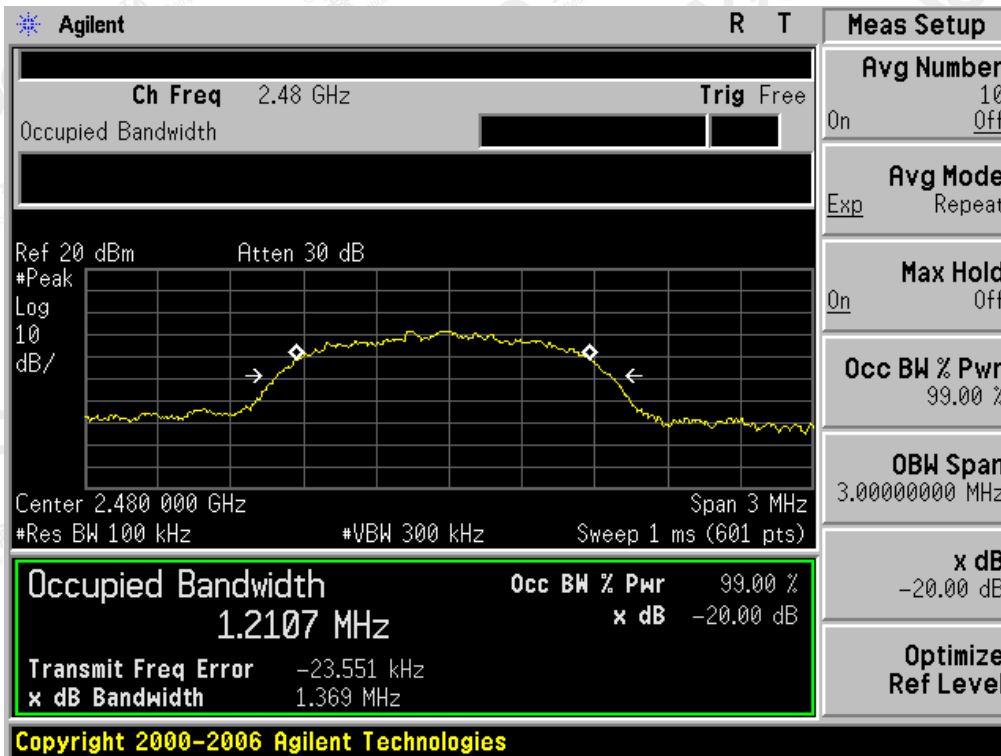 Agilent R T Meas Setup
Ch Freq 2.48 GHz Trig Free
Occupied Bandwidth
Ref 20 dBm Atten 30 dB
#Peak
Log
10
dB/
Center 2.480 000 GHz Span 3 MHz
#Res BW 100 kHz #VBW 300 kHz Sweep 1 ms (601 pts)
Occupied Bandwidth Occ BW % Pwr 99.00 %
1.2107 MHz x dB -20.00 dB
Transmit Freq Error -23.551 kHz
x dB Bandwidth 1.369 MHz
Copyright 2000-2006 Agilent Technologies
Avg Number
10
On Off
Avg Mode
Exp Repeat
Max Hold
On Off
Occ BW % Pwr
99.00 %
OBW Span
3.00000000 MHz
x dB
-20.00 dB
Optimize
Ref Level